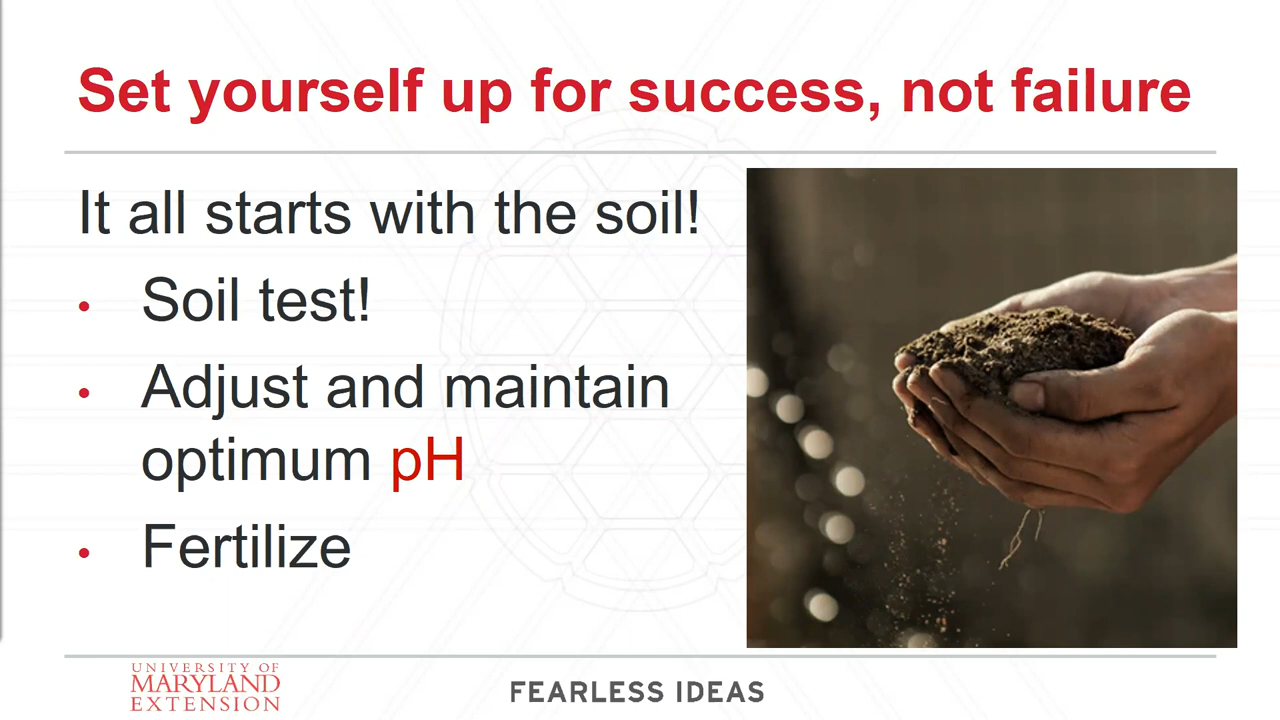 Set yourself up for success, not failure
It all starts with the soil!
• Soil test!
• Adjust and maintain
optimum pH
• Fertilize
UNIVERSITY OF
MARYLAND
EXTENSION
FEARLESS IDEAS